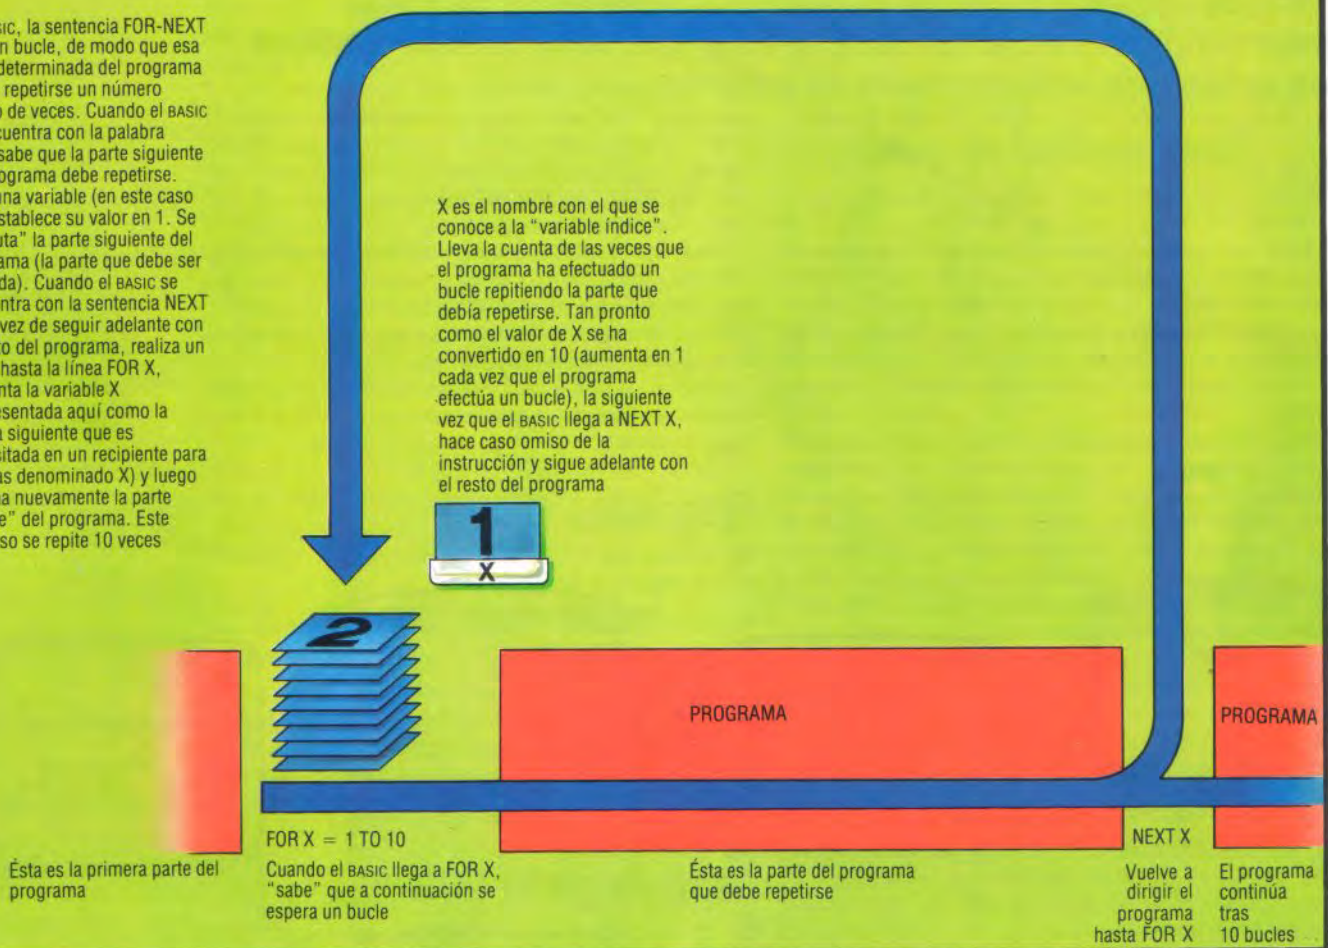 sic, la sentencia FOR-NEXT
n bucle, de modo que esa
determinada del programa
repetirse un número
o de veces. Cuando el BASIC
cuentra con la palabra
sabe que la parte siguiente
ograma debe repetirse.
una variable (en este caso
establece su valor en 1. Se
uta" la parte siguiente del
ama (la parte que debe ser
da). Cuando el BASIC se
ntra con la sentencia NEXT
vez de seguir adelante con
to del programa, realiza un
hasta la línea FOR X,
nta la variable X
esentada aquí como la
a siguiente que es
sitada en un recipiente para
as denominado X) y luego
na nuevamente la parte
e" del programa. Este
so se repite 10 veces
X es el nombre con el que se
conoce a la "variable índice".
Lleva la cuenta de las veces que
el programa ha efectuado un
bucle repitiendo la parte que
debía repetirse. Tan pronto
como el valor de X se ha
convertido en 10 (aumenta en 1
cada vez que el programa
efectúa un bucle), la siguiente
vez que el BASIC llega a NEXT X,
hace caso omiso de la
instrucción y sigue adelante con
el resto del programa
1
X
2
PROGRAMA
PROGRAMA
FOR X = 1 TO 10
NEXT X
Ésta es la primera parte del
programa
Cuando el BASIC llega a FOR X,
"sabe" que a continuación se
espera un bucle
Ésta es la parte del programa
que debe repetirse
Vuelve a
dirigir el
programa
hasta FOR X
El programa
continúa
tras
10 bucles